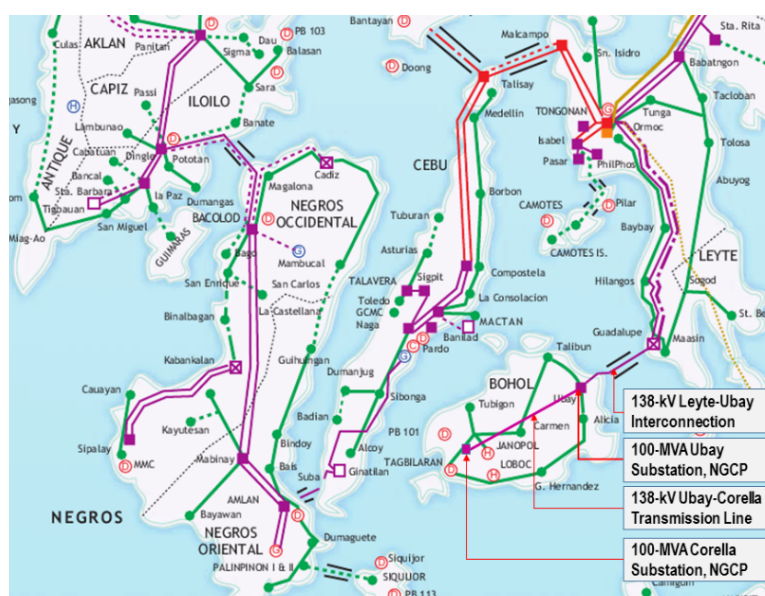 Bantayan
Malcampo
Sta. Rita
Culas
AKLAN
Panitan
Dau
Sigma
PB 103
Balasan
Sn. Isidro
Babatngon
Doong
Talisay
CAPIZ
Passi
ILOILO
Sara
TONGONAN
Tacloban
Medellin
Tunga
Ormoc
Y
Lambunao
Banate
Isabel
Tolosa
ANTIQUE
Cabatuan
Dingle
Pototan
CEBU
Pasar
PhilPhos
Bancal
Cadiz
Abuyog
Sta. Barbara
la Paz
Magalona
Borbon
Tigbauan
Dumangas
NEGROS
OCCIDENTAL
CAMOTES
Pilar
San Miguel
BACOLOD
Tuburan
Baybay
LEYTE
Miag-Ao
GUIMARAS
Bago
Mambucal
Asturias
CAMOTES IS.
TALAVERA
Sigpit
Compostela
Hilangos
Sogod
San Enrique
San Carlos
Toledo
La Consolacion
GCMC
Naga
MACTAN
St. Be
Binalbagan
La-Castellana
Banilad
Guadalupe
Maasin
Pardo
Talibun
Kabankalan
Guihungan
Dumanjug
BOHOL
Cauayan
Sibonga
Tubigon
Ubay
138-kV Leyte-Ubay
Interconnection
Badian
Carmen
Alicia
Kayutesan
Bindoy
PB 101
JANOPOL
Sipalay
Alcoy
100-MVA Ubay
Substation, NGCP
MMC
Mabinay
Bais
Suba
Ginatilan
TAGBILARAN
LOBOC
G. Hernandez
AMLAN
138-kV Ubay-Corella
Transmission Line
NEGROS
Bayawan
NEGROS
ORIENTAL
Dumaguete
100-MVA Corella
Substation, NGCP
PALINPINON I & II
Siquijor
SIQUIJOR
PB 113